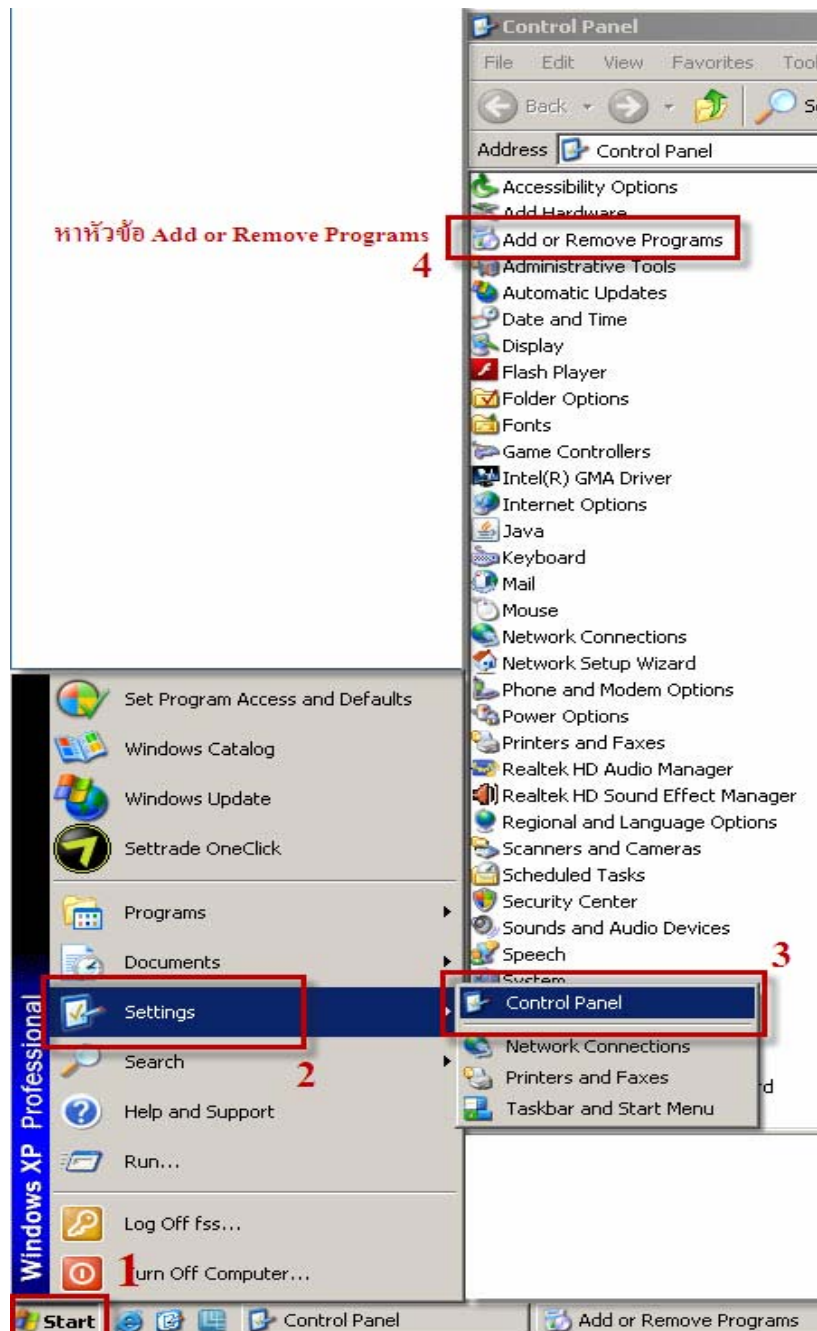 Control Panel
File Edit View Favorites
Back
Address Control Panel
Accessibility Options
Add Hardware
หาหัวข้อ Add or Remove Programs
4
Add or Remove Programs
Administrative Tools
Automatic Updates
Date and Time
Display
Flash Player
Folder Options
Fonts
Game Controllers
Intel(R) GMA Driver
Internet Options
Java
Keyboard
Mail
Mouse
Network Connections
Network Setup Wizard
Phone and Modem Options
Power Options
Printers and Faxes
Realtek HD Audio Manager
Realtek HD Sound Effect Manager
Regional and Language Options
Scanners and Cameras
Scheduled Tasks
Security Center
Sounds and Audio Devices
Speech
System
3
Control Panel
Network Connections
Printers and Faxes
Taskbar and Start Menu
Set Program Access and Defaults
Windows Catalog
Windows Update
Settrade OneClick
Programs
Documents
Settings
2
Search
Help and Support
Run...
Log Off fss...
1
Turn Off Computer...
Windows XP Professional
Start
Control Panel
Add or Remove Programs